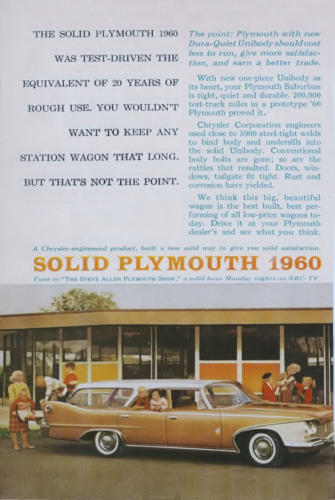 THE SOLID PLYMOUTH 1960
WAS TEST-DRIVEN THE
EQUIVALENT OF 20 YEARS OF
ROUGH USE. YOU WOULDN'T
WANT TO KEEP ANY
STATION WAGON THAT LONG.
BUT THAT'S NOT THE POINT.
The point: Plymouth with new
Dura-Quiet Unibody should cost
less to run, give more satisfac-
tion, and earn a better trade.
With new one-piece Unibody as
its heart, your Plymouth Suburban
is tight, quiet and durable. 200,000
test-track miles in a prototype '60
Plymouth proved it.
Chrysler Corporation engineers
used close to 5900 steel-tight welds
to bind body and undersills into
the solid Unibody. Conventional
body bolts are gone; so are the
rattles that resulted. Doors, win-
dows, tailgate fit tight. Rust and
corrosion have yielded.
We think this big, beautiful
wagon is the best built, best per-
forming of all low-price wagons to-
day. Drive it at your Plymouth
dealer's and see what you think.
A Chrysler-engineered product, built a new solid way to give you solid satisfaction.
SOLID PLYMOUTH 1960
Tune in "THE STEVE ALLEN PLYMOUTH SHOW," a solid hour Monday nights on NBC-TV